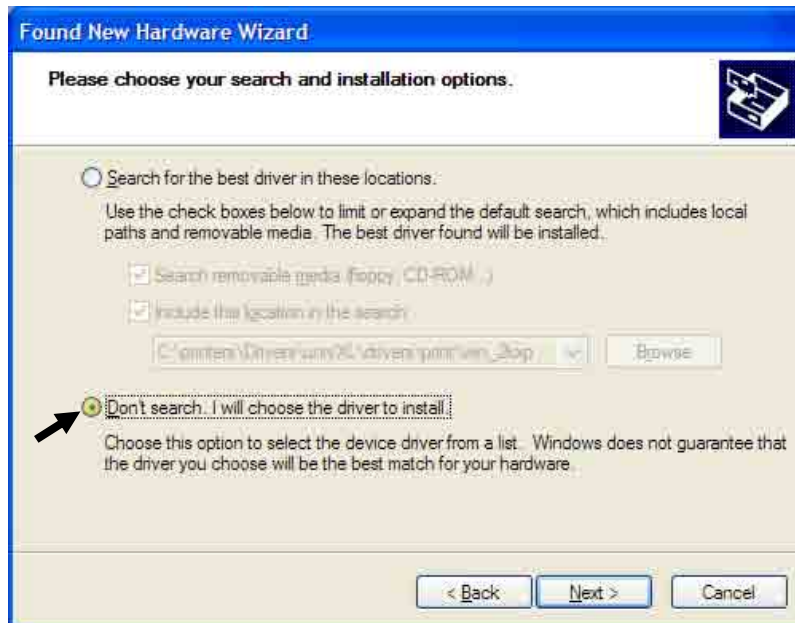 Found New Hardware Wizard
Please choose your search and installation options.
Search for the best driver in these locations.
Use the check boxes below to limit or expand the default search, which includes local
paths and removable media. The best driver found will be installed.
Search removable media (floppy, CD-ROM...)
Include this location in the search:
Browse
Don't search. I will choose the driver to install.
Choose this option to select the device driver from a list. Windows does not guarantee that
the driver you choose will be the best match for your hardware.
< Back
Next >
Cancel